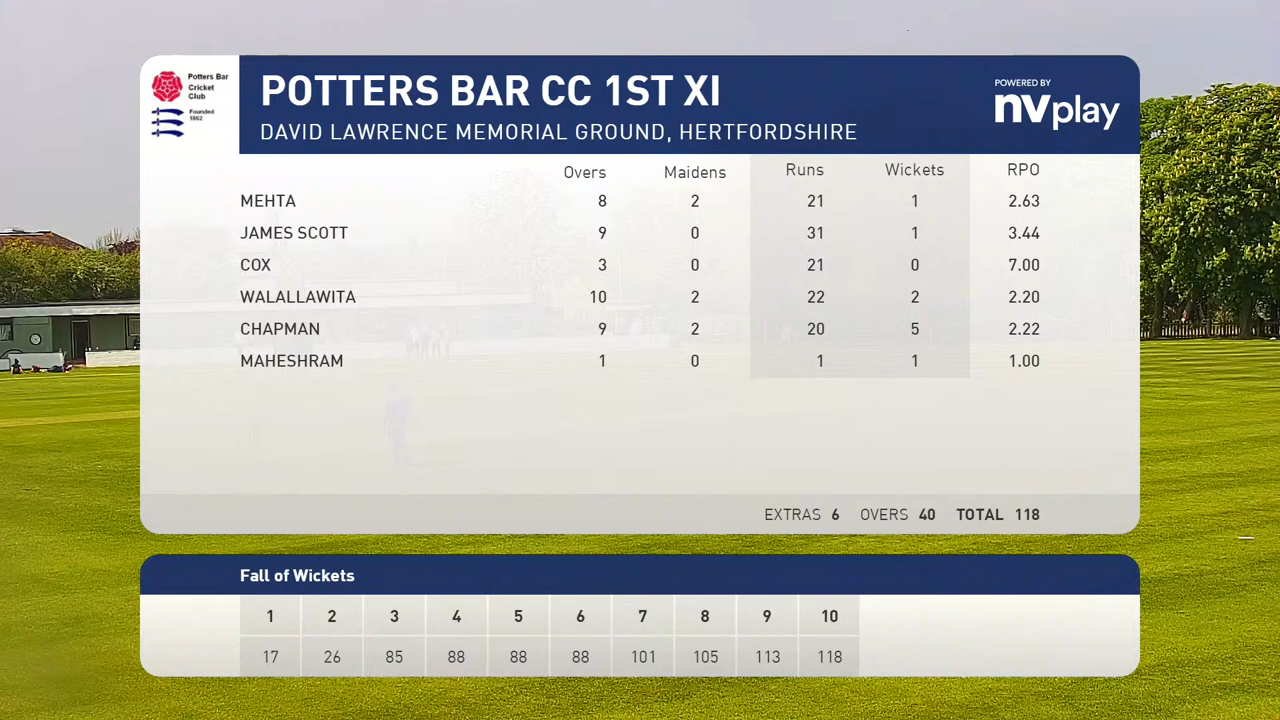 Potters Bar
Cricket
Club
Founded
1862
POTTERS BAR CC 1ST XI
DAVID LAWRENCE MEMORIAL GROUND, HERTFORDSHIRE
POWERED BY
nvplay
Overs Maidens Runs Wickets RPO
MEHTA 8 2 21 1 2.63
JAMES SCOTT 9 0 31 1 3.44
COX 3 0 21 0 7.00
WALALLAWITA 10 2 22 2 2.20
CHAPMAN 9 2 20 5 2.22
MAHESHRAM 1 0 1 1 1.00
EXTRAS 6 OVERS 40 TOTAL 118
Fall of Wickets
1 2 3 4 5 6 7 8 9 10
17 26 85 88 88 88 101 105 113 118